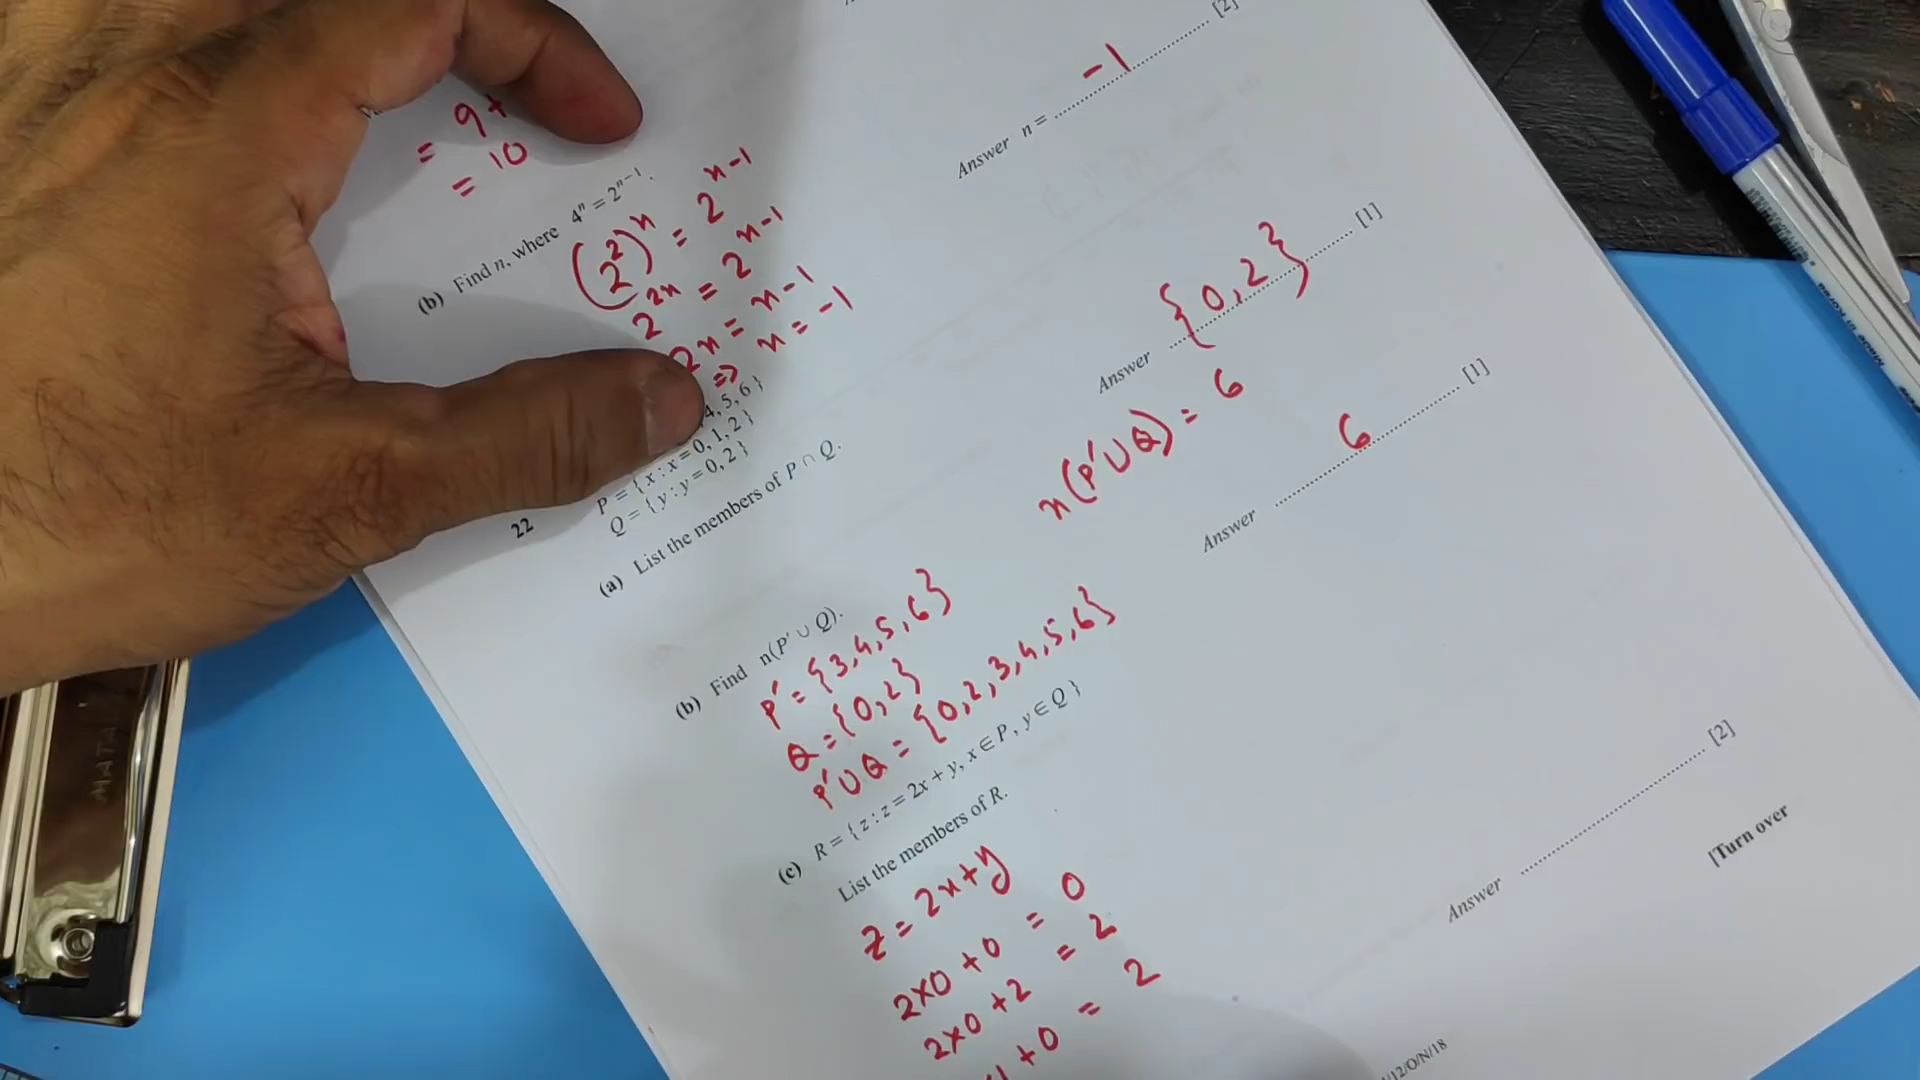 [2]
= 9+
= 10
Answer n = -1
(b) Find n, where 4ⁿ = 2ⁿ⁻¹.
(2²)ⁿ = 2ⁿ⁻¹
2²ⁿ = 2ⁿ⁻¹
2n = n-1
=> n = -1
4, 5, 6 }
22 P = { x : x = 0, 1, 2 }
Q = { y : y = 0, 2 }
(a) List the members of P ∩ Q.
Answer {0, 2} [1]
(b) Find n(P′ ∪ Q).
n(P′ ∪ Q) = 6
P′ = {3, 4, 5, 6}
Q = {0, 2}
P′ ∪ Q = {0, 2, 3, 4, 5, 6}
Answer 6 [1]
(c) R = { z : z = 2x + y, x ∈ P, y ∈ Q }
List the members of R.
z = 2x+y
2×0 + 0 = 0
2×0 + 2 = 2
1 + 0 = 2
Answer [2]
[Turn over
/12/O/N/18